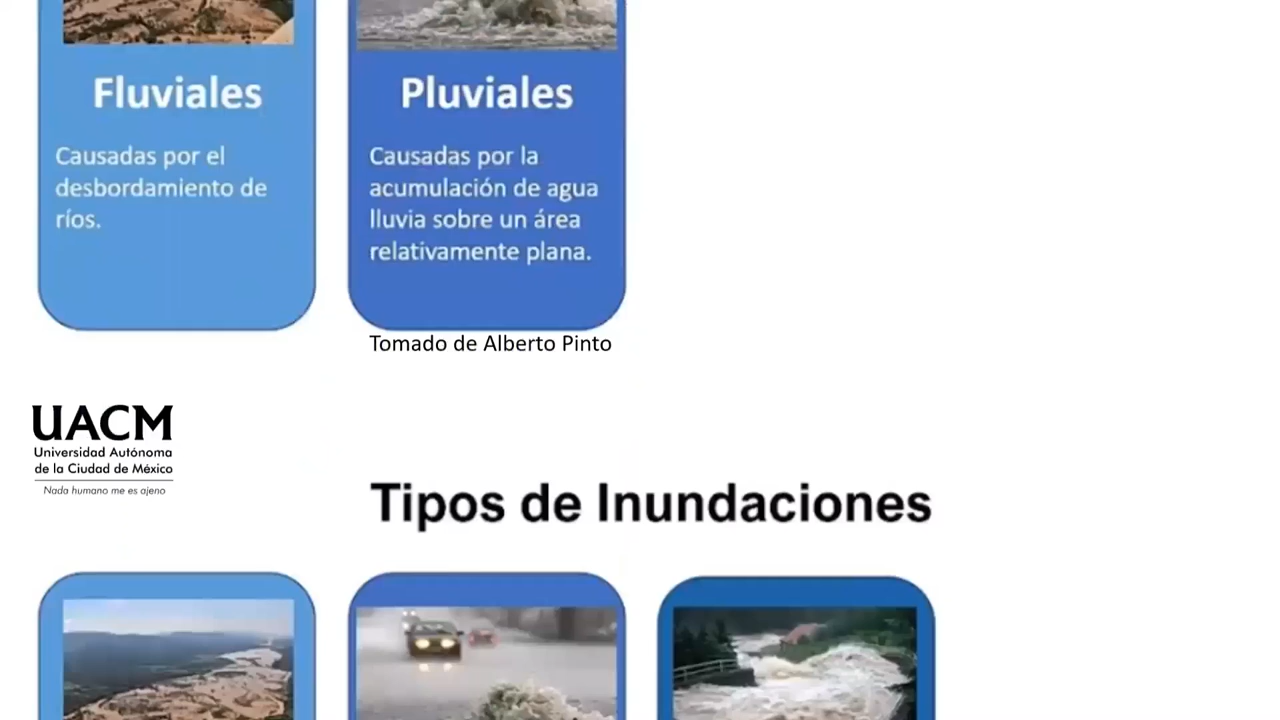 Fluviales
Causadas por el
desbordamiento de
ríos.
Pluviales
Causadas por la
acumulación de agua
lluvia sobre un área
relativamente plana.
Tomado de Alberto Pinto
UACM
Universidad Autónoma
de la Ciudad de México
Nada humano me es ajeno
Tipos de Inundaciones